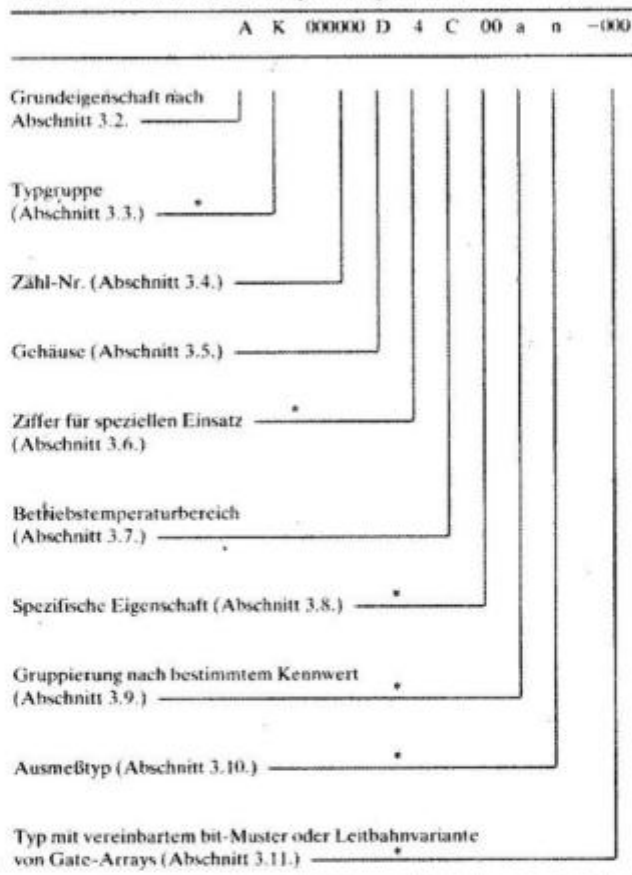 A K 000000 D 4 C 00 a n -000
Grundeigenschaft nach
Abschnitt 3.2.
Typgruppe *
(Abschnitt 3.3.)
Zähl-Nr. (Abschnitt 3.4.)
Gehäuse (Abschnitt 3.5.)
Ziffer für speziellen Einsatz *
(Abschnitt 3.6.)
Betriebstemperaturbereich
(Abschnitt 3.7.)
Spezifische Eigenschaft (Abschnitt 3.8.) *
Gruppierung nach bestimmtem Kennwert
(Abschnitt 3.9.) *
Ausmeßtyp (Abschnitt 3.10.) *
Typ mit vereinbartem bit-Muster oder Leitbahnvariante
von Gate-Arrays (Abschnitt 3.11.) *